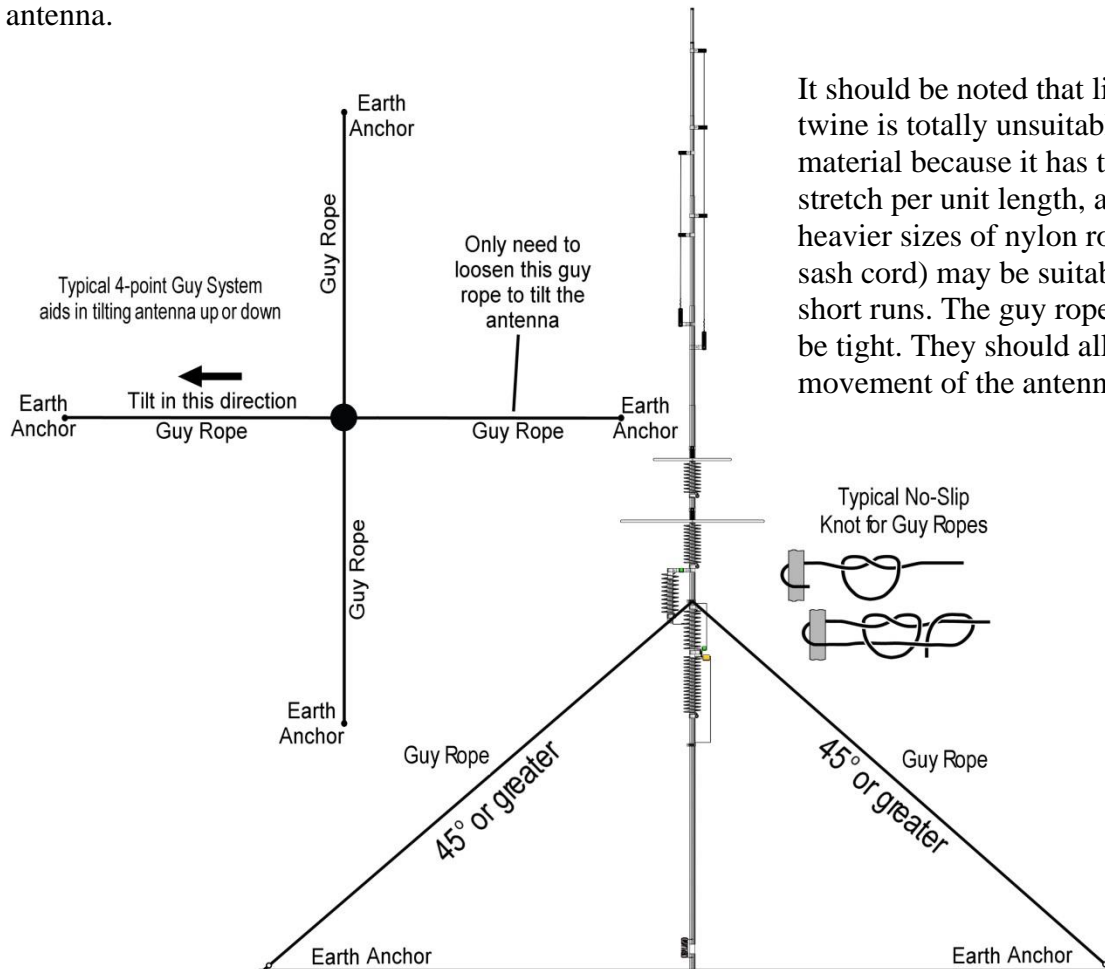 antenna.
It should be noted that li
twine is totally unsuitab
material because it has t
stretch per unit length, a
heavier sizes of nylon ro
sash cord) may be suitab
short runs. The guy rope
be tight. They should all
movement of the antenn
Earth
Anchor
Guy Rope
Typical 4-point Guy System
aids in tilting antenna up or down
Only need to
loosen this guy
rope to tilt the
antenna
Tilt in this direction
Earth
Anchor
Guy Rope
Guy Rope
Earth
Anchor
Guy Rope
Earth
Anchor
Typical No-Slip
Knot for Guy Ropes
Guy Rope
45° or greater
Guy Rope
45° or greater
Earth Anchor
Earth Anchor